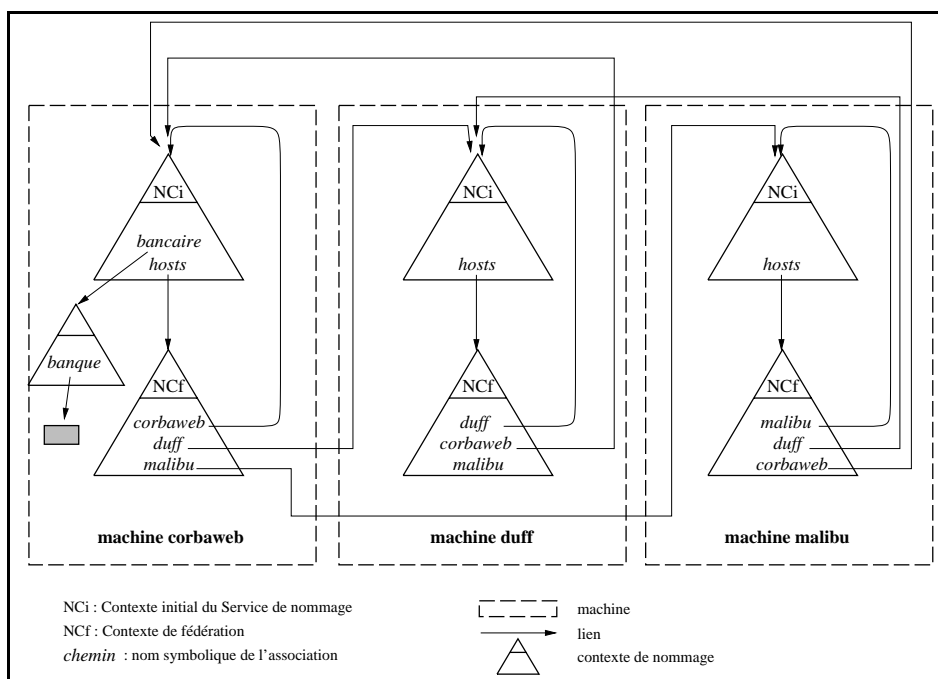 NCi
bancaire
hosts
banque
NCf
corbaweb
duff
malibu
machine corbaweb
NCi
hosts
NCf
duff
corbaweb
malibu
machine duff
NCi
hosts
NCf
malibu
duff
corbaweb
machine malibu
NCi : Contexte initial du Service de nommage
NCf : Contexte de fédération
chemin : nom symbolique de l'association
machine
lien
contexte de nommage